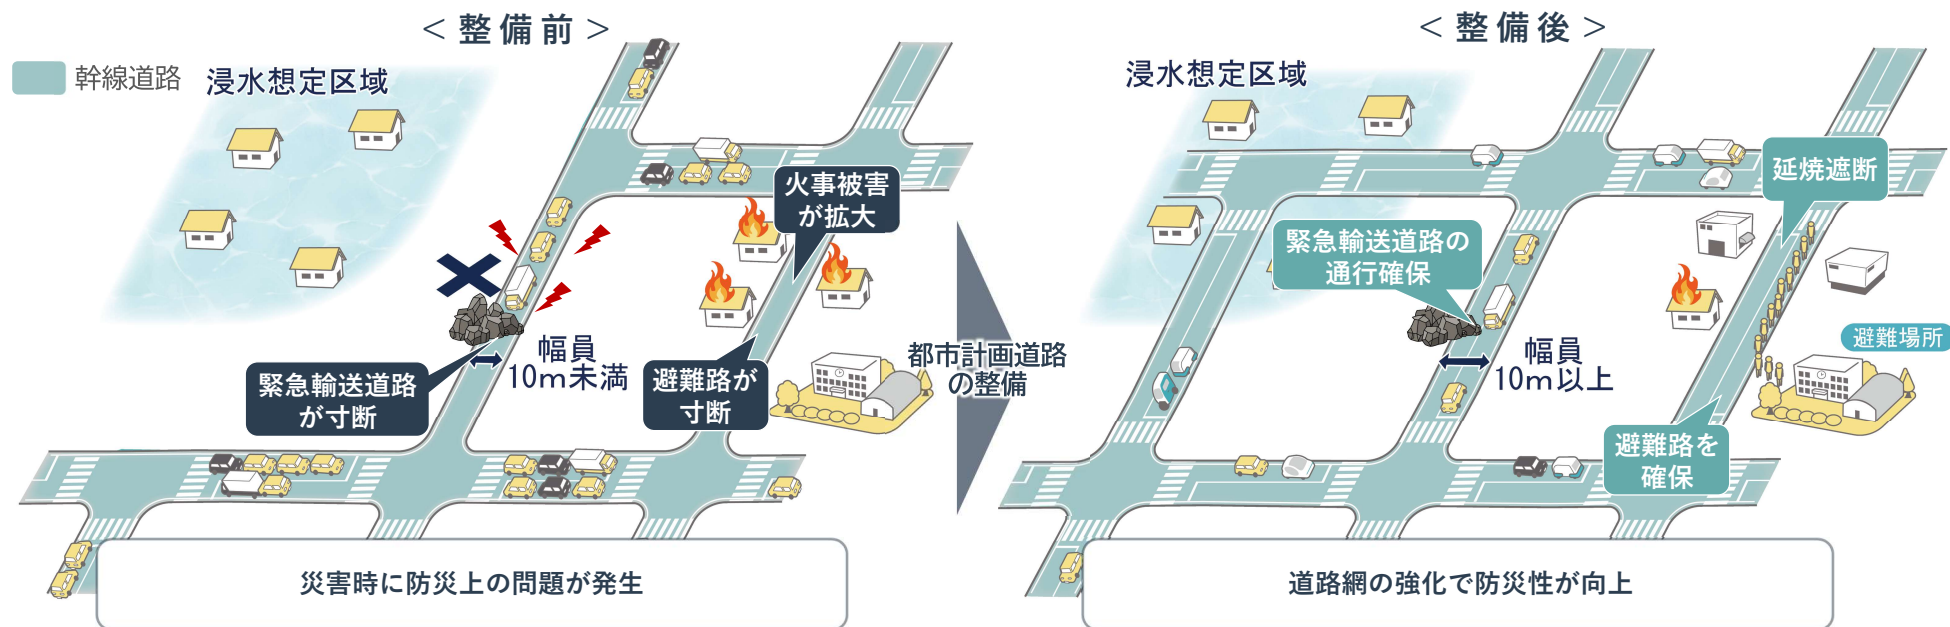 ＜整備前＞
幹線道路
浸水想定区域
火事被害
が拡大
幅員
10m未満
緊急輸送道路
が寸断
避難路が
寸断
災害時に防災上の問題が発生
都市計画道路
の整備
＜整備後＞
浸水想定区域
延焼遮断
緊急輸送道路の
通行確保
幅員
10m以上
避難場所
避難路を
確保
道路網の強化で防災性が向上